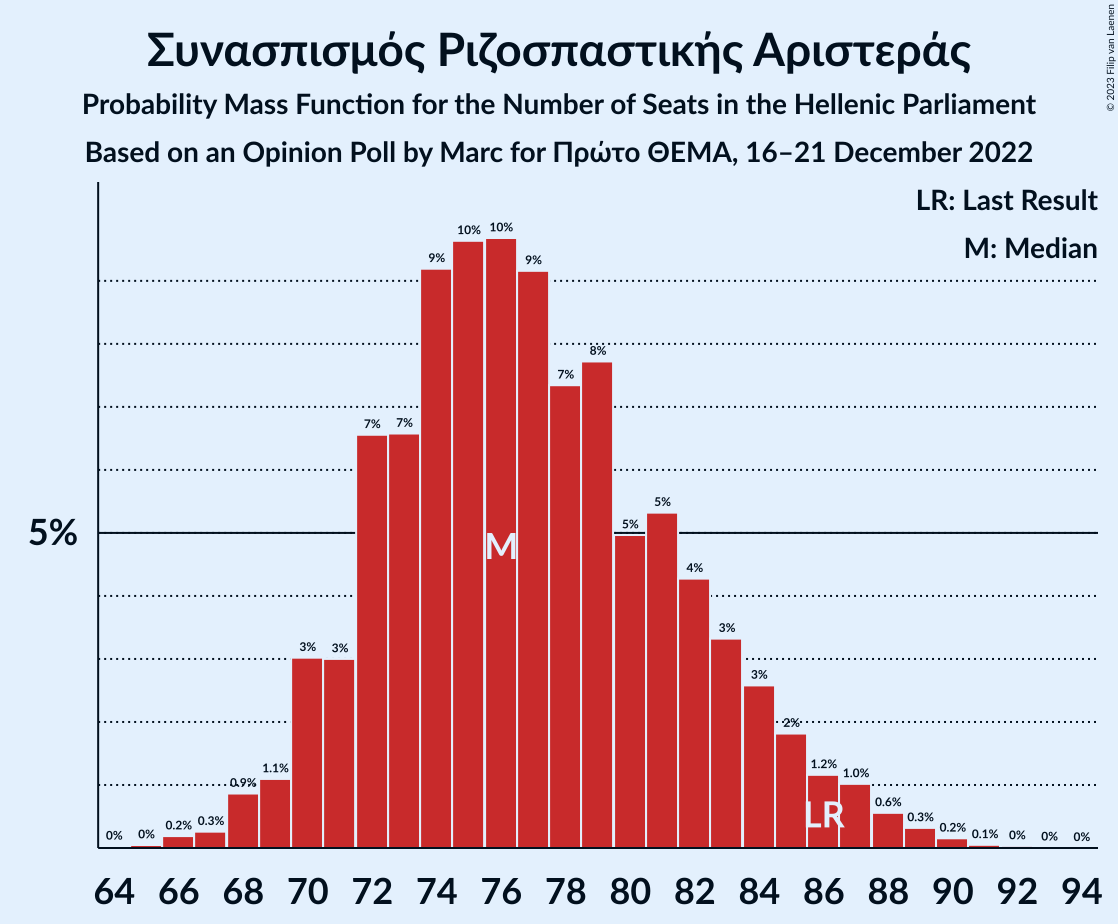 Συνασπισμός Ριζοσπαστικής Αριστεράς
Probability Mass Function for the Number of Seats in the Hellenic Parliament
Based on an Opinion Poll by Marc for Πρώτο ΘΕΜΑ, 16–21 December 2022
© 2023 Filip van Laenen
LR: Last Result
M: Median
5%
0% 0% 0.2% 0.3% 0.9% 1.1% 3% 3% 7% 7% 9% 10% 10% 9% 7% 8% 5% 5% 4% 3% 3% 2% 1.2% 1.0% 0.6% 0.3% 0.2% 0.1% 0% 0% 0%
M
LR
64 66 68 70 72 74 76 78 80 82 84 86 88 90 92 94